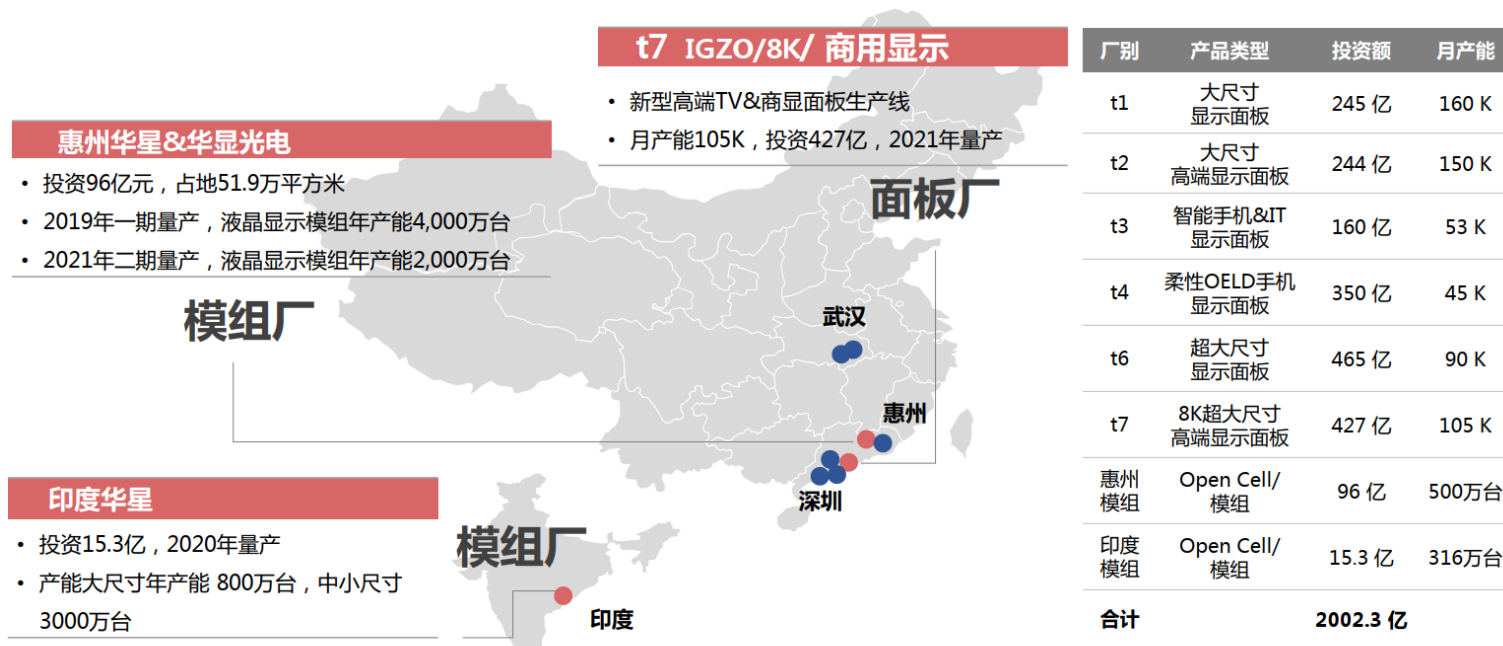 t7 IGZO/8K/ 商用显示
• 新型高端TV&商显面板生产线
• 月产能105K，投资427亿，2021年量产
面板厂
惠州华星&华显光电
• 投资96亿元，占地51.9万平方米
• 2019年一期量产，液晶显示模组年产能4,000万台
• 2021年二期量产，液晶显示模组年产能2,000万台
模组厂
武汉
惠州
深圳
印度华星
• 投资15.3亿，2020年量产
• 产能大尺寸年产能 800万台，中小尺寸
3000万台
模组厂
印度
厂别 产品类型 投资额 月产能
t1 大尺寸
显示面板 245 亿 160 K
t2 大尺寸
高端显示面板 244 亿 150 K
t3 智能手机&IT
显示面板 160 亿 53 K
t4 柔性OELD手机
显示面板 350 亿 45 K
t6 超大尺寸
显示面板 465 亿 90 K
t7 8K超大尺寸
高端显示面板 427 亿 105 K
惠州 Open Cell/
模组 模组 96 亿 500万台
印度 Open Cell/
模组 模组 15.3 亿 316万台
合计 2002.3 亿